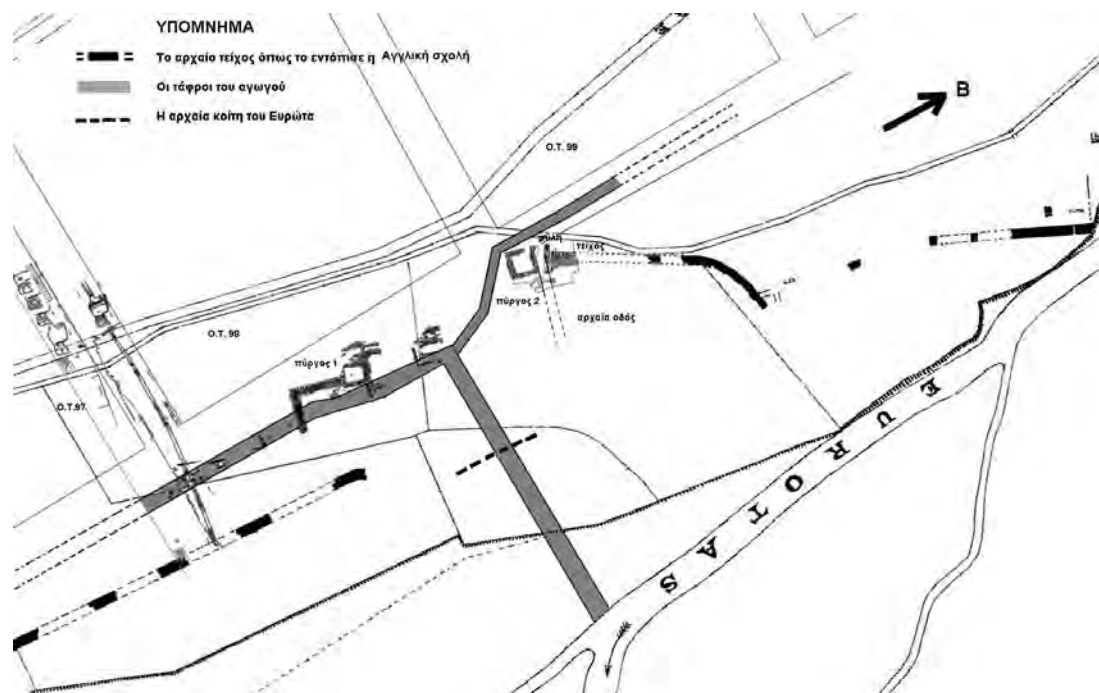 ΥΠΟΜΝΗΜΑ
Το αρχαίο τείχος όπως το εντόπισε η Αγγλική σχολή
Οι τάφροι του αγωγού
Η αρχαία κοίτη του Ευρώτα
Β
Ο.Τ. 99
πύλη
τείχος
πύργος 2
αρχαία οδός
Ο.Τ. 98
πύργος 1
Ο.Τ.97
EUROTAS